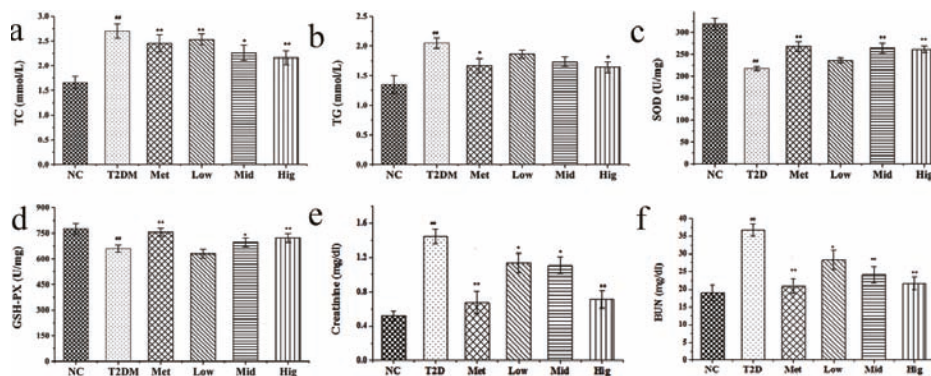 a
TC (mmol/L)
3.0
2.5
2.0
1.5
1.0
0.5
0.0
## ** ** * **
NC T2DM Met Low Mid Hig
b
TG (mmol/L)
2.5
2.0
1.5
1.0
0.5
0.0
## * *
NC T2DM Met Low Mid Hig
c
SOD (U/mg)
300
250
200
150
100
50
0
## ** ** **
NC T2D Met Low Mid Hig
d
GSH-PX (U/mg)
900
750
600
450
300
150
0
## ** * **
NC T2DM Met Low Mid Hig
e
Creatinine (mg/dl)
1.6
1.2
0.8
0.4
0.0
## ** * * **
NC T2D Met Low Mid Hig
f
BUN (mg/dl)
40
35
30
25
20
15
10
5
0
## ** * ** **
NC T2D Met Low Mid Hig